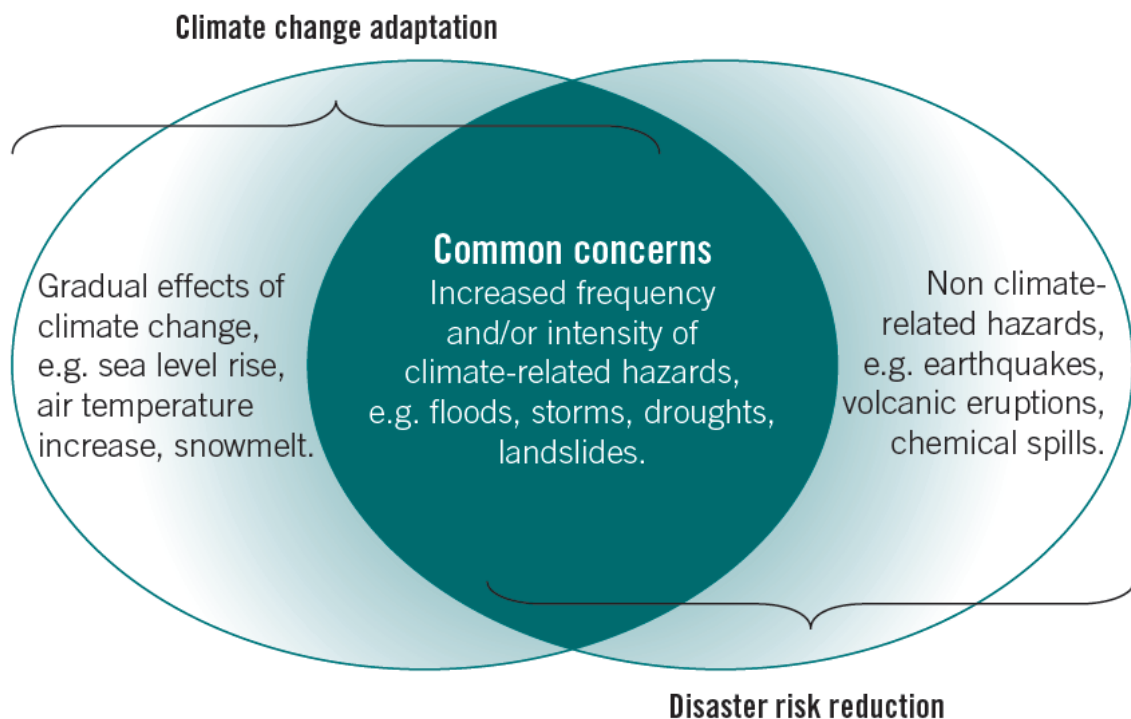 Climate change adaptation
Gradual effects of
climate change,
e.g. sea level rise,
air temperature
increase, snowmelt.
Common concerns
Increased frequency
and/or intensity of
climate-related hazards,
e.g. floods, storms, droughts,
landslides.
Non climate-
related hazards,
e.g. earthquakes,
volcanic eruptions,
chemical spills.
Disaster risk reduction